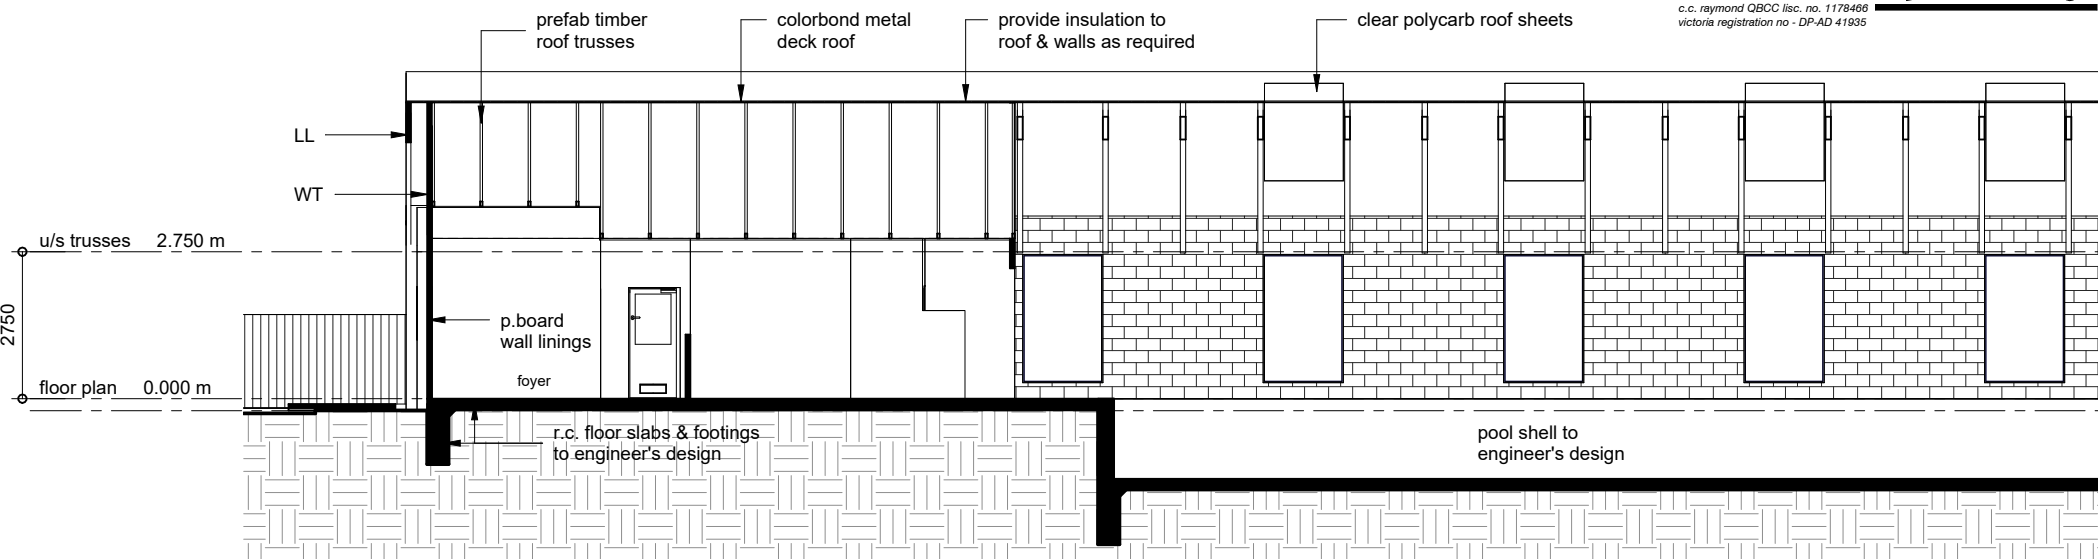 prefab timber
roof trusses
colorbond metal
deck roof
provide insulation to
roof & walls as required
clear polycarb roof sheets
c.c. raymond QBCC lisc. no. 1178466
victoria registration no - DP-AD 41935
LL
WT
u/s trusses 2.750 m
2750
p.board
wall linings
foyer
floor plan 0.000 m
r.c. floor slabs & footings
to engineer's design
pool shell to
engineer's design